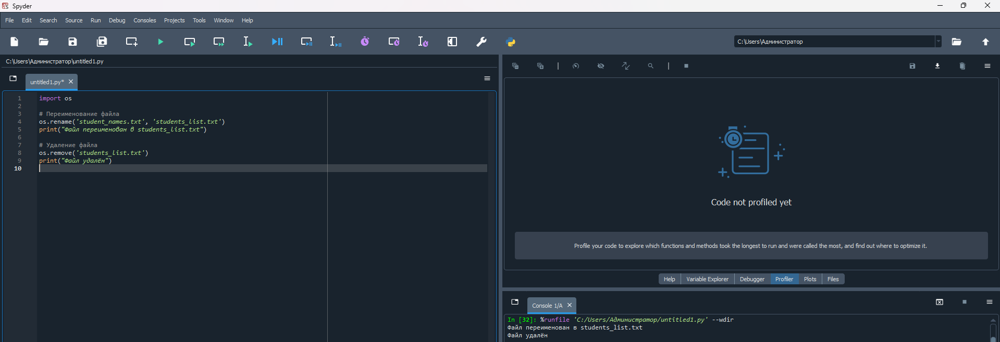 Spyder
File Edit Search Source Run Debug Consoles Projects Tools Window Help
C:\Users\Администратор
C:\Users\Администратор\untitled1.py
untitled1.py*
1 import os
2
3 # Переименование файла
4 os.rename('student_names.txt', 'students_list.txt')
5 print("Файл переименован в students_list.txt")
6
7 # Удаление файла
8 os.remove('students_list.txt')
9 print("Файл удалён")
10
Code not profiled yet
Profile your code to explore which functions and methods took the longest to run and were called the most, and find out where to optimize it.
Help Variable Explorer Debugger Profiler Plots Files
Console 1/A
In [32]: %runfile 'C:/Users/Администратор/untitled1.py' --wdir
Файл переименован в students_list.txt
Файл удалён